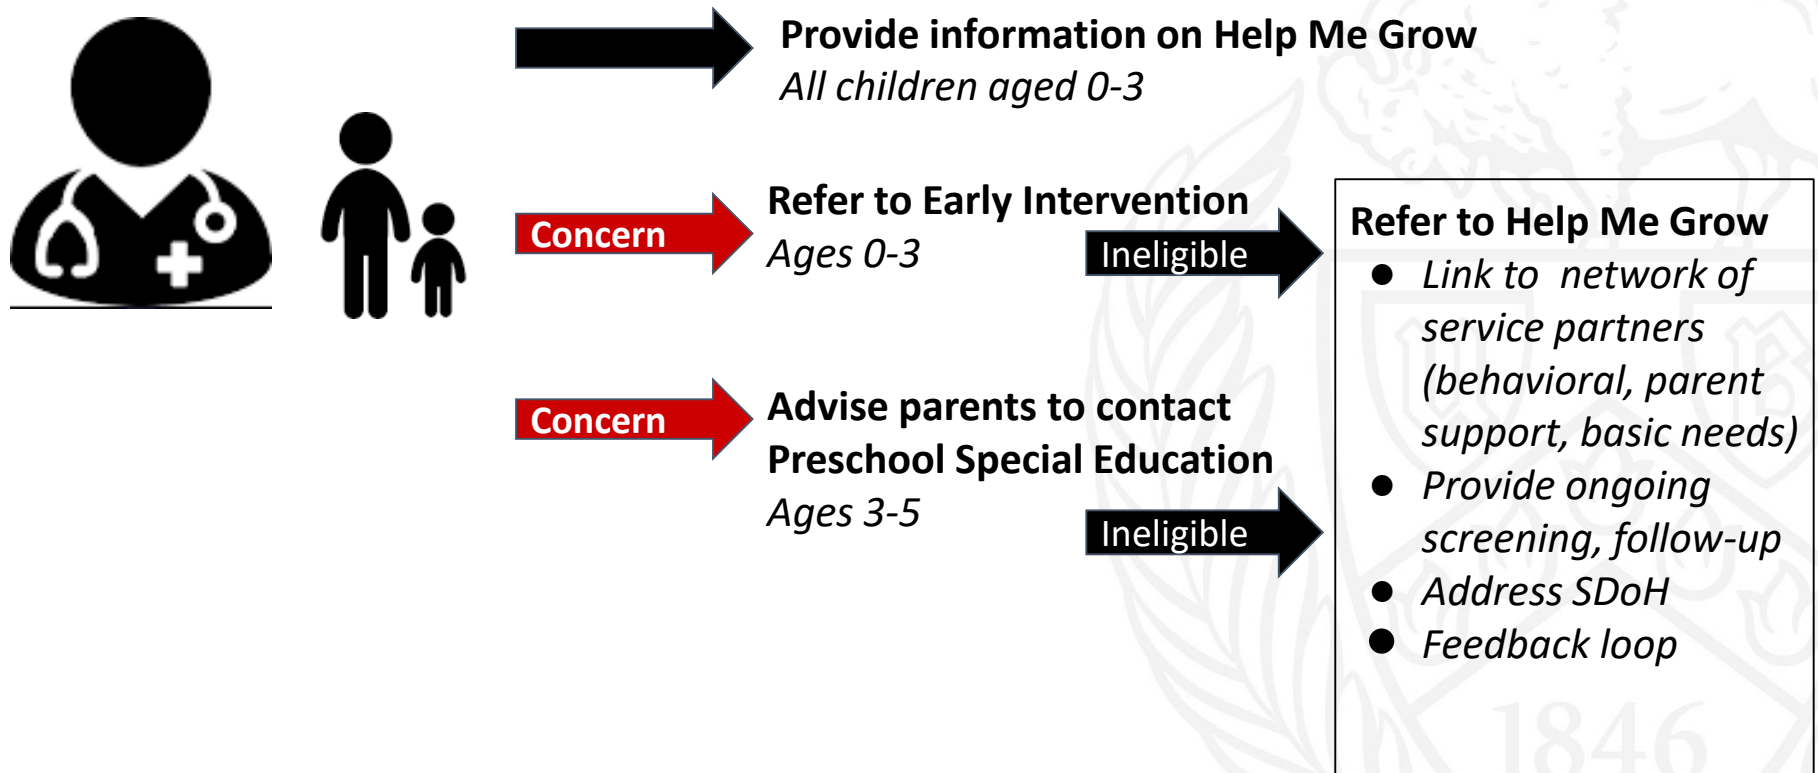 Provide information on Help Me Grow
All children aged 0-3
Concern
Refer to Early Intervention
Ages 0-3
Ineligible
Concern
Advise parents to contact
Preschool Special Education
Ages 3-5
Ineligible
Refer to Help Me Grow
● Link to network of
service partners
(behavioral, parent
support, basic needs)
● Provide ongoing
screening, follow-up
● Address SDoH
● Feedback loop
1846